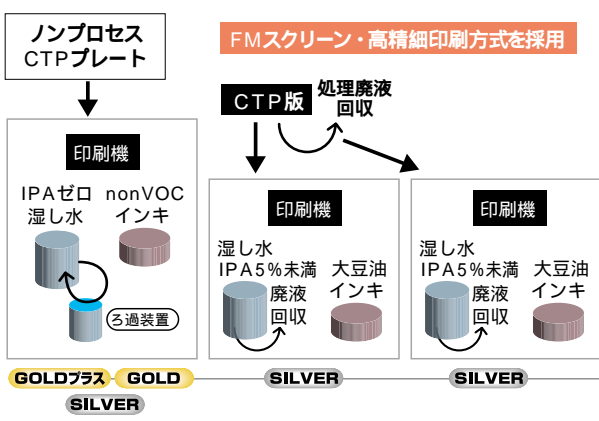 ノンプロセス
CTPプレート
FMスクリーン・高精細印刷方式を採用
CTP版
処理廃液
回収
印刷機
IPAゼロ
湿し水
nonVOC
インキ
ろ過装置
印刷機
湿し水
IPA5%未満
廃液
回収
大豆油
インキ
印刷機
湿し水
IPA5%未満
廃液
回収
大豆油
インキ
GOLDプラス
GOLD
SILVER
SILVER
SILVER